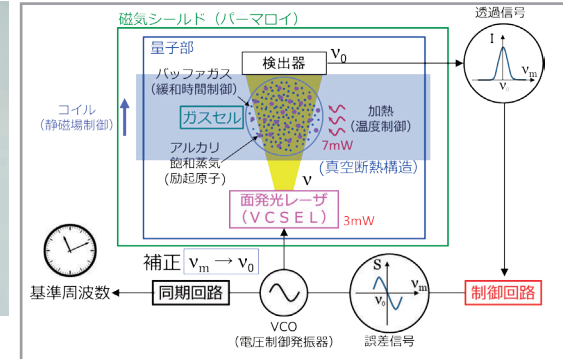 磁気シールド（パーマロイ）
透過信号
量子部
検出器
ν₀
I
νm
ν₀
バッファガス
（緩和時間制御）
コイル
（静磁場制御）
ガスセル
加熱
（温度制御）
7mW
アルカリ
飽和蒸気
（励起原子）
（真空断熱構造）
ν
面発光レーザ
（VCSEL）
3mW
補正 νm → ν₀
S
νm
ν₀
基準周波数
同期回路
制御回路
VCO
（電圧制御発振器）
誤差信号